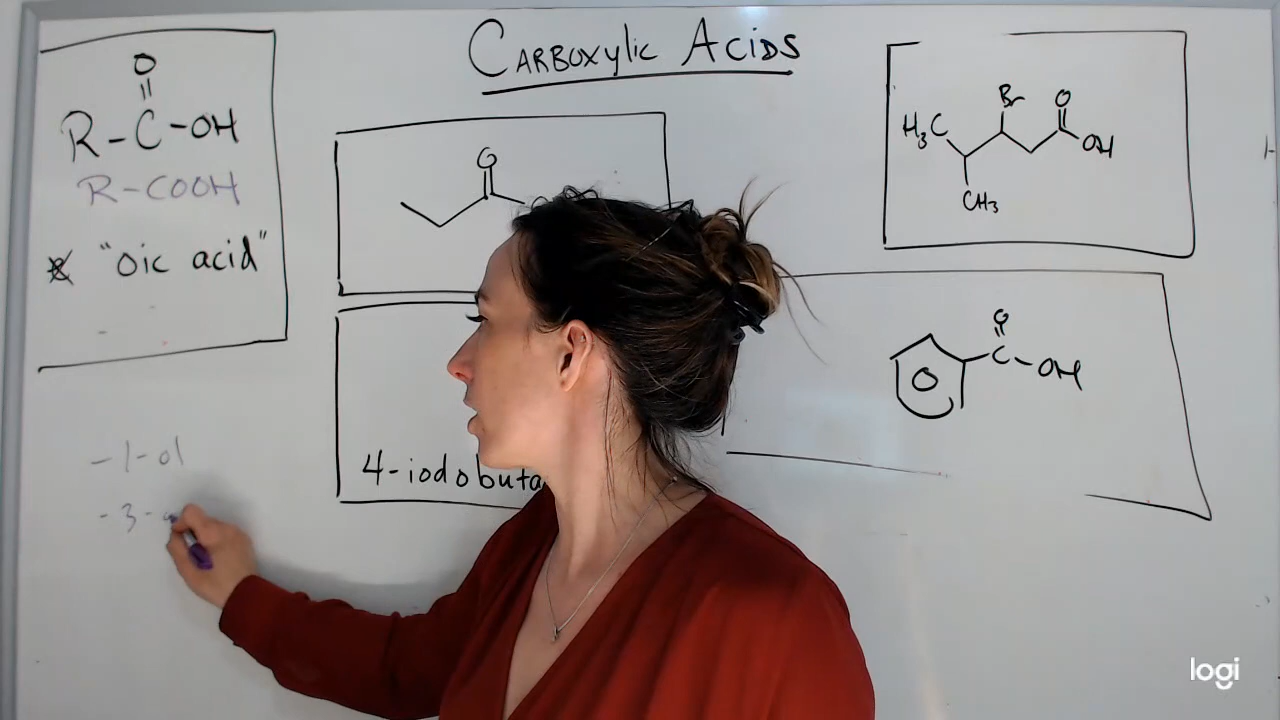 CARBOXYLIC ACIDS
O
R-C-OH
R-COOH
* "oic acid"
-1-ol
-3-
O
4-iodobuta
Br
O
H₃C
OH
CH₃
O
C-OH
logi